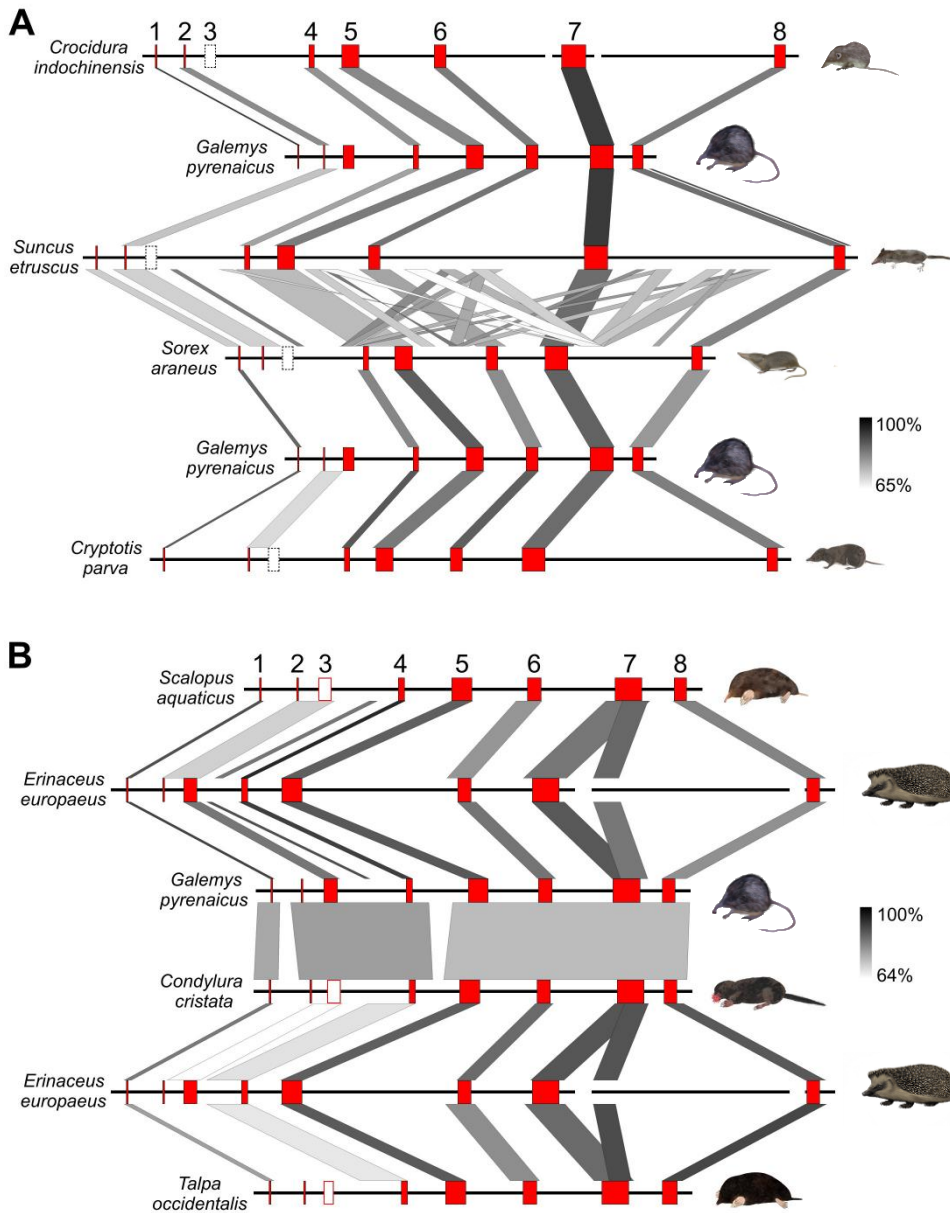 A
1 2 3 4 5 6 7 8
Crocidura
indochinensis
Galemys
pyrenaicus
Suncus
etruscus
Sorex
araneus
100%
65%
Galemys
pyrenaicus
Cryptotis
parva
B
1 2 3 4 5 6 7 8
Scalopus
aquaticus
Erinaceus
europaeus
Galemys
pyrenaicus
100%
64%
Condylura
cristata
Erinaceus
europaeus
Talpa
occidentalis